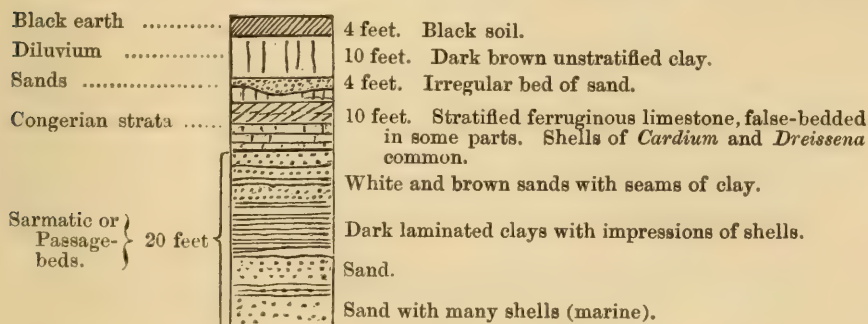 Black earth ............ 4 feet. Black soil.
Diluvium ............... 10 feet. Dark brown unstratified clay.
Sands .................. 4 feet. Irregular bed of sand.
Congerian strata ...... 10 feet. Stratified ferruginous limestone, false-bedded
in some parts. Shells of Cardium and Dreissena
common.
White and brown sands with seams of clay.
Sarmatic or
Passage-
beds. 20 feet
Dark laminated clays with impressions of shells.
Sand.
Sand with many shells (marine).